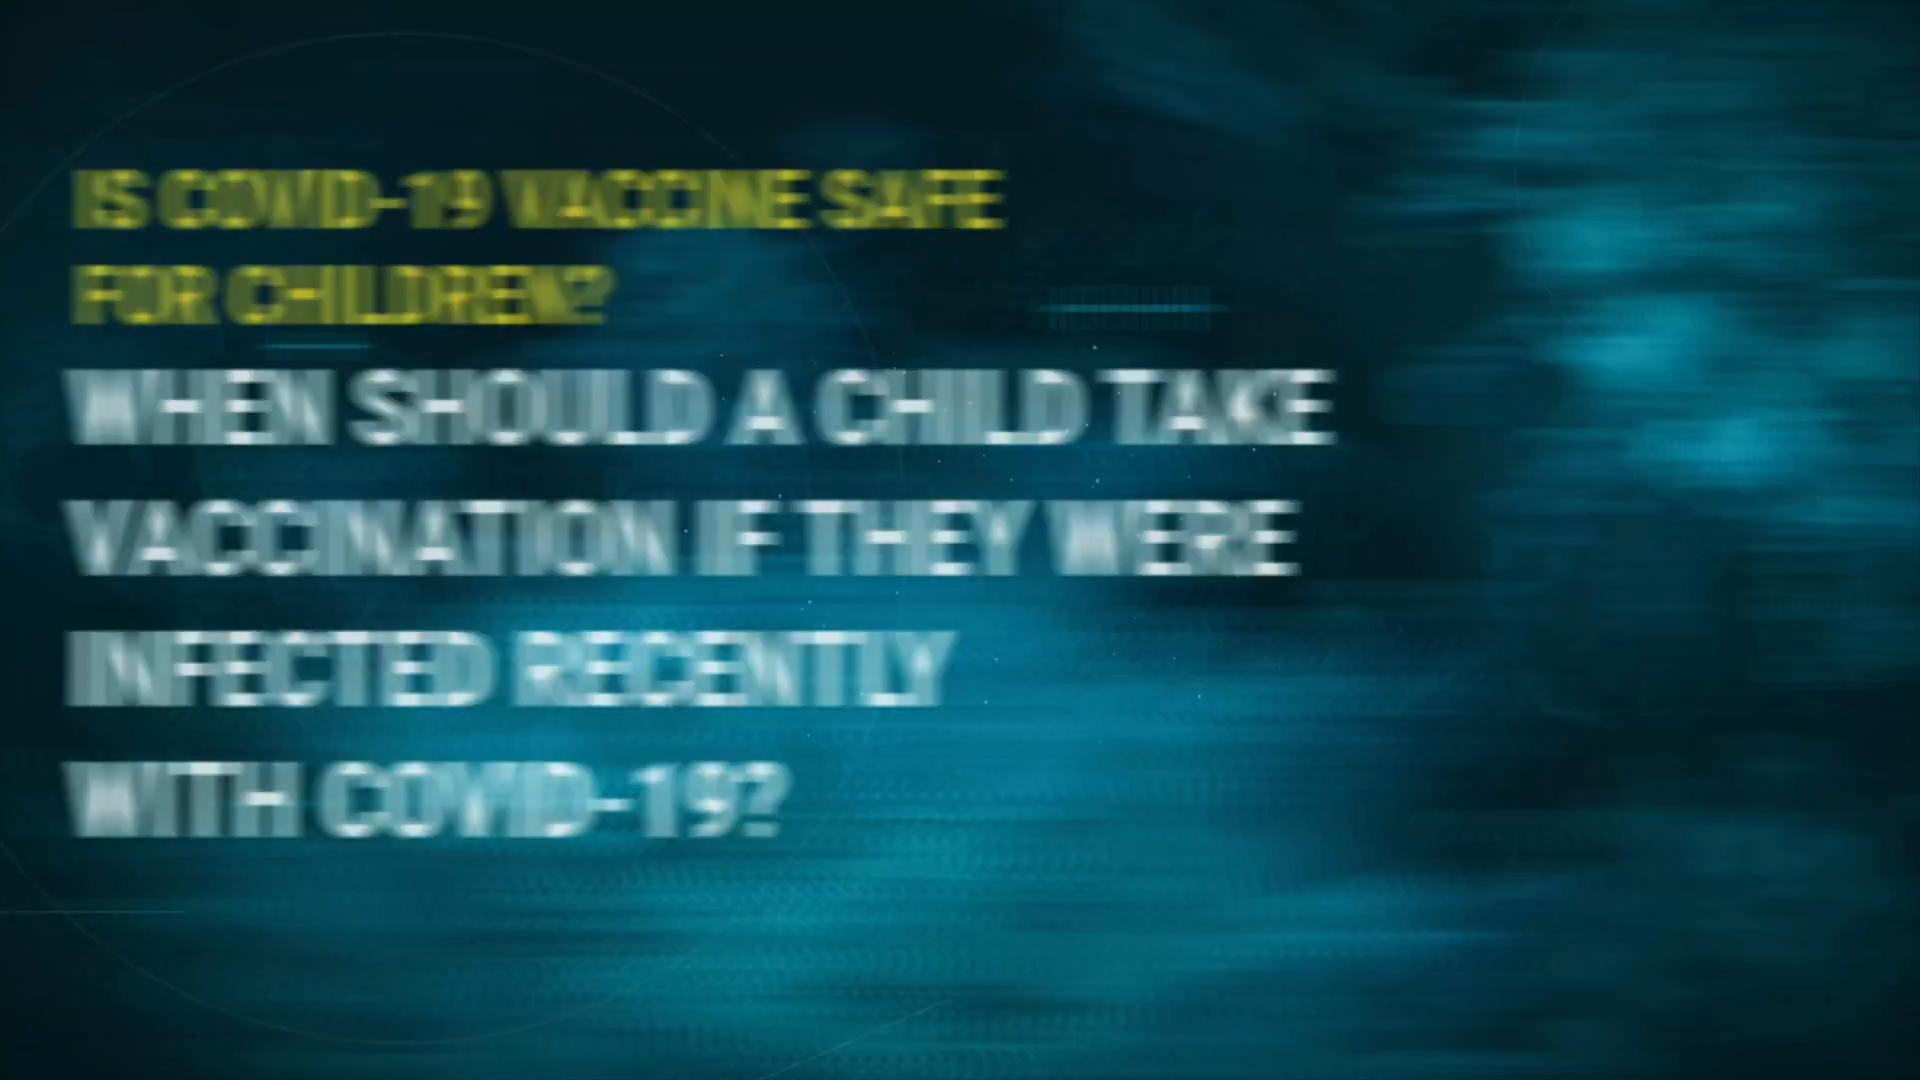 IS COVID-19 VACCINE SAFE
FOR CHILDREN?
WHEN SHOULD A CHILD TAKE
VACCINATION IF THEY WERE
INFECTED RECENTLY
WITH COVID-19?